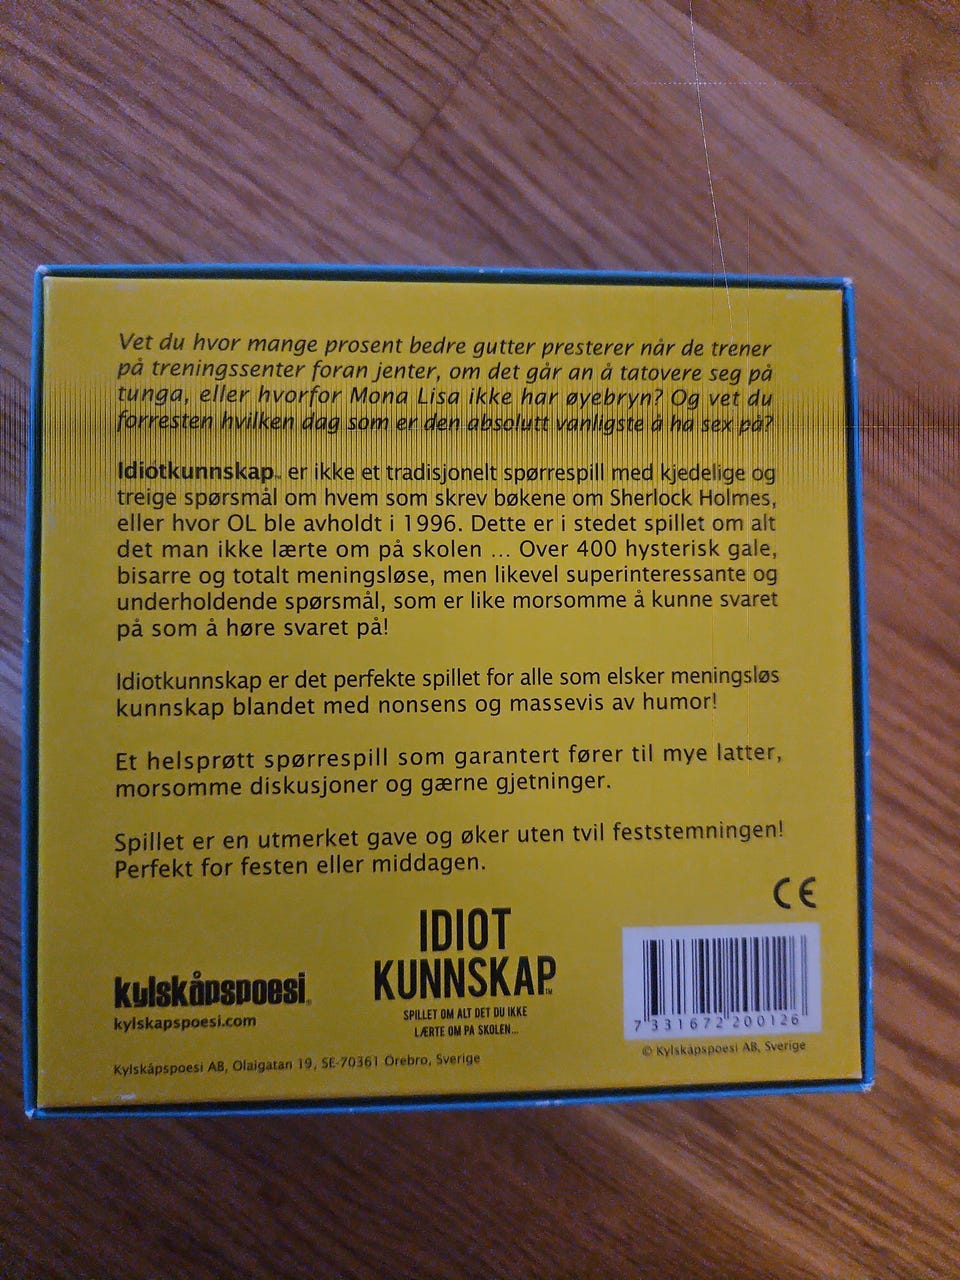 Vet du hvor mange prosent bedre gutter presterer når de trener
på treningssenter foran jenter, om det går an å tatovere seg på
tunga, eller hvorfor Mona Lisa ikke har øyebryn? Og vet du
forresten hvilken dag som er den absolutt vanligste å ha sex på?
Idiotkunnskap™ er ikke et tradisjonelt spørrespill med kjedelige og
treige spørsmål om hvem som skrev bøkene om Sherlock Holmes,
eller hvor OL ble avholdt i 1996. Dette er i stedet spillet om alt
det man ikke lærte om på skolen ... Over 400 hysterisk gale,
bisarre og totalt meningsløse, men likevel superinteressante og
underholdende spørsmål, som er like morsomme å kunne svaret
på som å høre svaret på!
Idiotkunnskap er det perfekte spillet for alle som elsker meningsløs
kunnskap blandet med nonsens og massevis av humor!
Et helsprøtt spørrespill som garantert fører til mye latter,
morsomme diskusjoner og gærne gjetninger.
Spillet er en utmerket gave og øker uten tvil feststemningen!
Perfekt for festen eller middagen.
CE
IDIOT
KUNNSKAP™
SPILLET OM ALT DET DU IKKE
LÆRTE OM PÅ SKOLEN...
kylskåpspoesi®
kylskapspoesi.com
Kylskåpspoesi AB, Olaigatan 19, SE-70361 Örebro, Sverige
7 331672 200126
© Kylskåpspoesi AB, Sverige